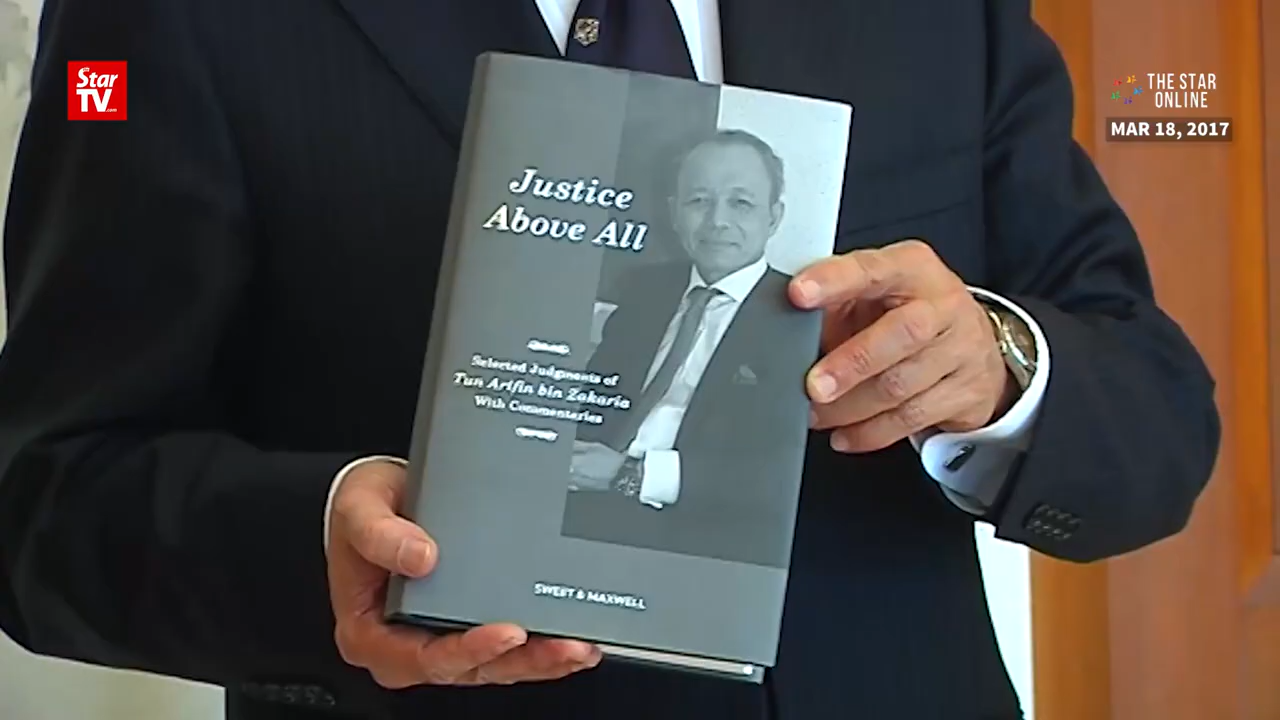 Star
TV.com
THE STAR
ONLINE
MAR 18, 2017
Justice
Above All
Selected Judgments of
Tun Arifin bin Zakaria
With Commentaries
SWEET & MAXWELL